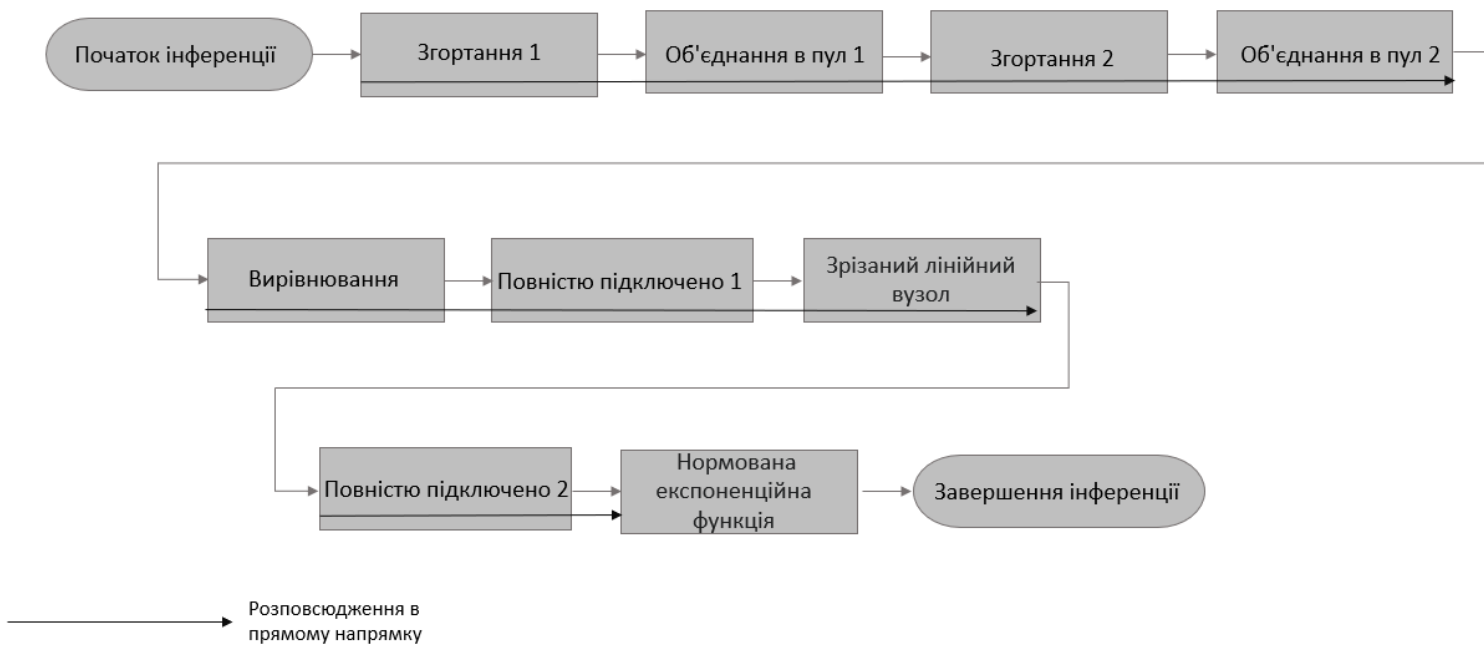 Початок інференції
Згортання 1
Об'єднання в пул 1
Згортання 2
Об'єднання в пул 2
Вирівнювання
Повністю підключено 1
Зрізаний лінійний
вузол
Повністю підключено 2
Нормована
експоненційна
функція
Завершення інференції
Розповсюдження в
прямому напрямку